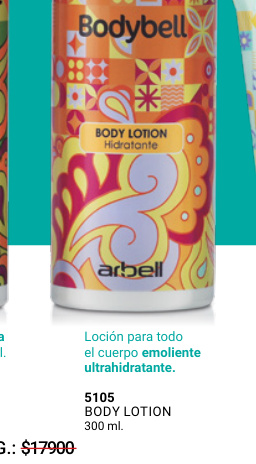 Bodybell
BODY LOTION
Hidratante
arbell
a
l.
Loción para todo
el cuerpo emoliente
ultrahidratante.
5105
BODY LOTION
300 ml.
G.: $17900